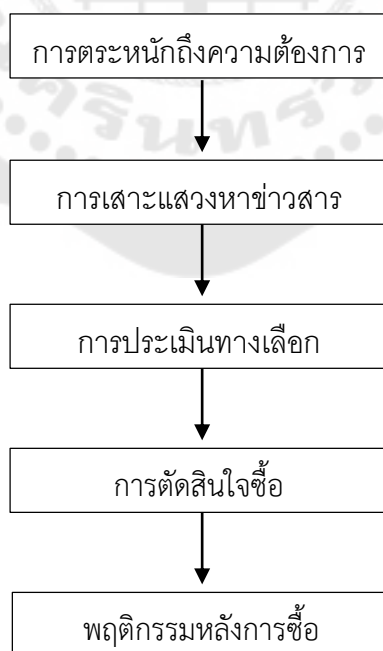 การตระหนักถึงความต้องการ
การเสาะแสวงหาข่าวสาร
การประเมินทางเลือก
การตัดสินใจซื้อ
พฤติกรรมหลังการซื้อ